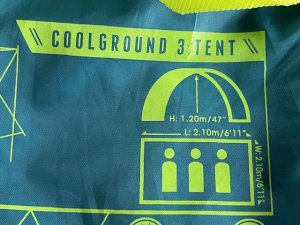 \\ COOLGROUND 3 TENT \\
H: 1.20m/47"
L: 2.10m/6'11"
W: 2.10m/6'11